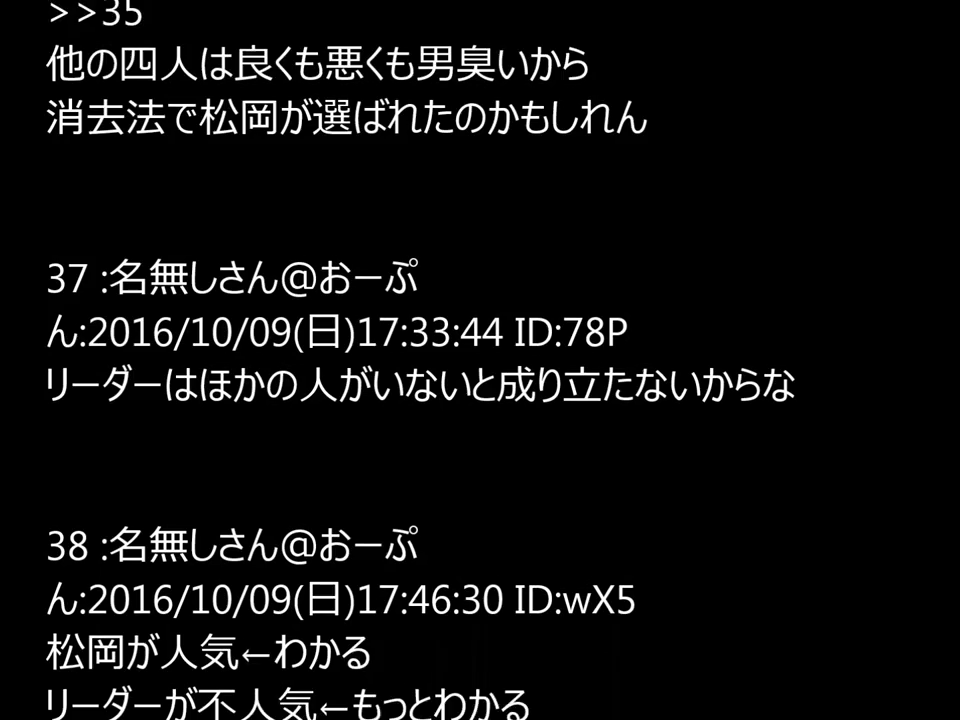 >>35
他の四人は良くも悪くも男臭いから
消去法で松岡が選ばれたのかもしれん
37 :名無しさん@おーぷ
ん:2016/10/09(日)17:33:44 ID:78P
リーダーはほかの人がいないと成り立たないからな
38 :名無しさん@おーぷ
ん:2016/10/09(日)17:46:30 ID:wX5
松岡が人気←わかる
リーダーが不人気←もっとわかる